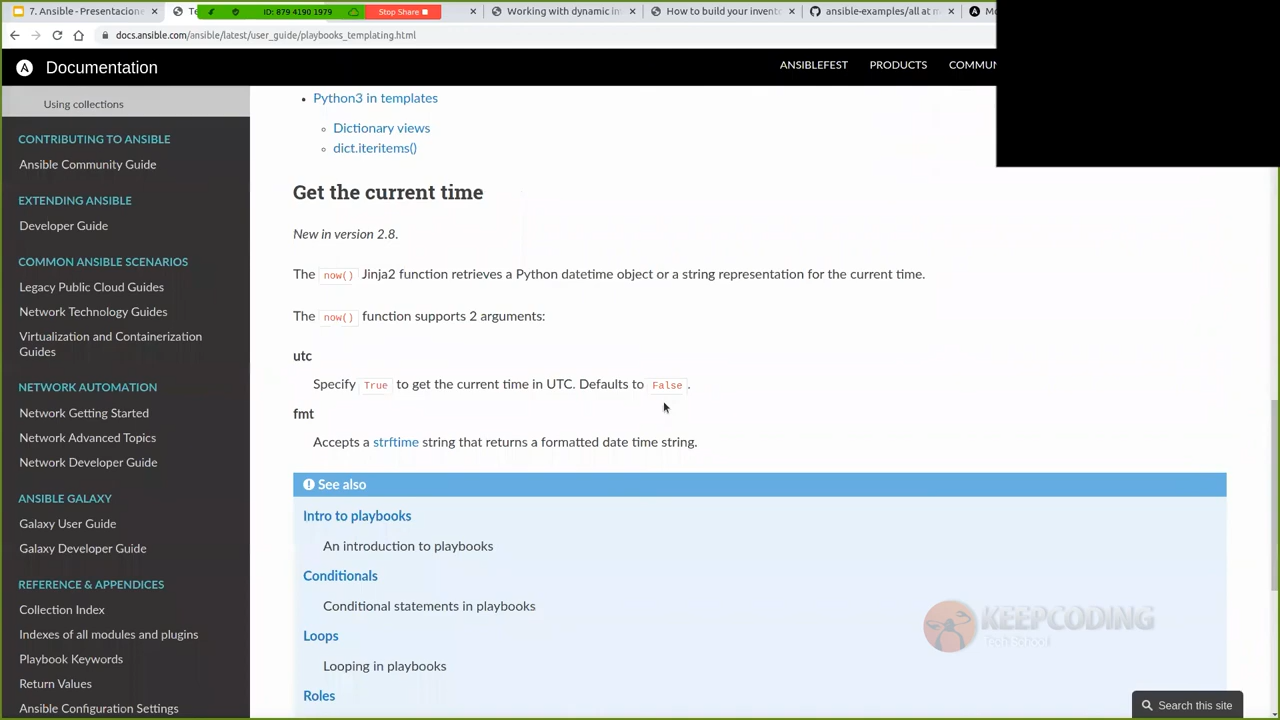 7. Ansible - Presentacione
Te
ID: 879 4190 1979
Stop Share
Working with dynamic in
How to build your invent
ansible-examples/all at m
docs.ansible.com/ansible/latest/user_guide/playbooks_templating.html
Documentation
ANSIBLEFEST
PRODUCTS
COMMUN
Using collections
CONTRIBUTING TO ANSIBLE
Ansible Community Guide
EXTENDING ANSIBLE
Developer Guide
COMMON ANSIBLE SCENARIOS
Legacy Public Cloud Guides
Network Technology Guides
Virtualization and Containerization
Guides
NETWORK AUTOMATION
Network Getting Started
Network Advanced Topics
Network Developer Guide
ANSIBLE GALAXY
Galaxy User Guide
Galaxy Developer Guide
REFERENCE & APPENDICES
Collection Index
Indexes of all modules and plugins
Playbook Keywords
Return Values
Ansible Configuration Settings
Python3 in templates
Dictionary views
dict.iteritems()
Get the current time
New in version 2.8.
The now() Jinja2 function retrieves a Python datetime object or a string representation for the current time.
The now() function supports 2 arguments:
utc
Specify True to get the current time in UTC. Defaults to False.
fmt
Accepts a strftime string that returns a formatted date time string.
See also
Intro to playbooks
An introduction to playbooks
Conditionals
Conditional statements in playbooks
Loops
Looping in playbooks
Roles
KEEPCODING
Tech School
Search this site